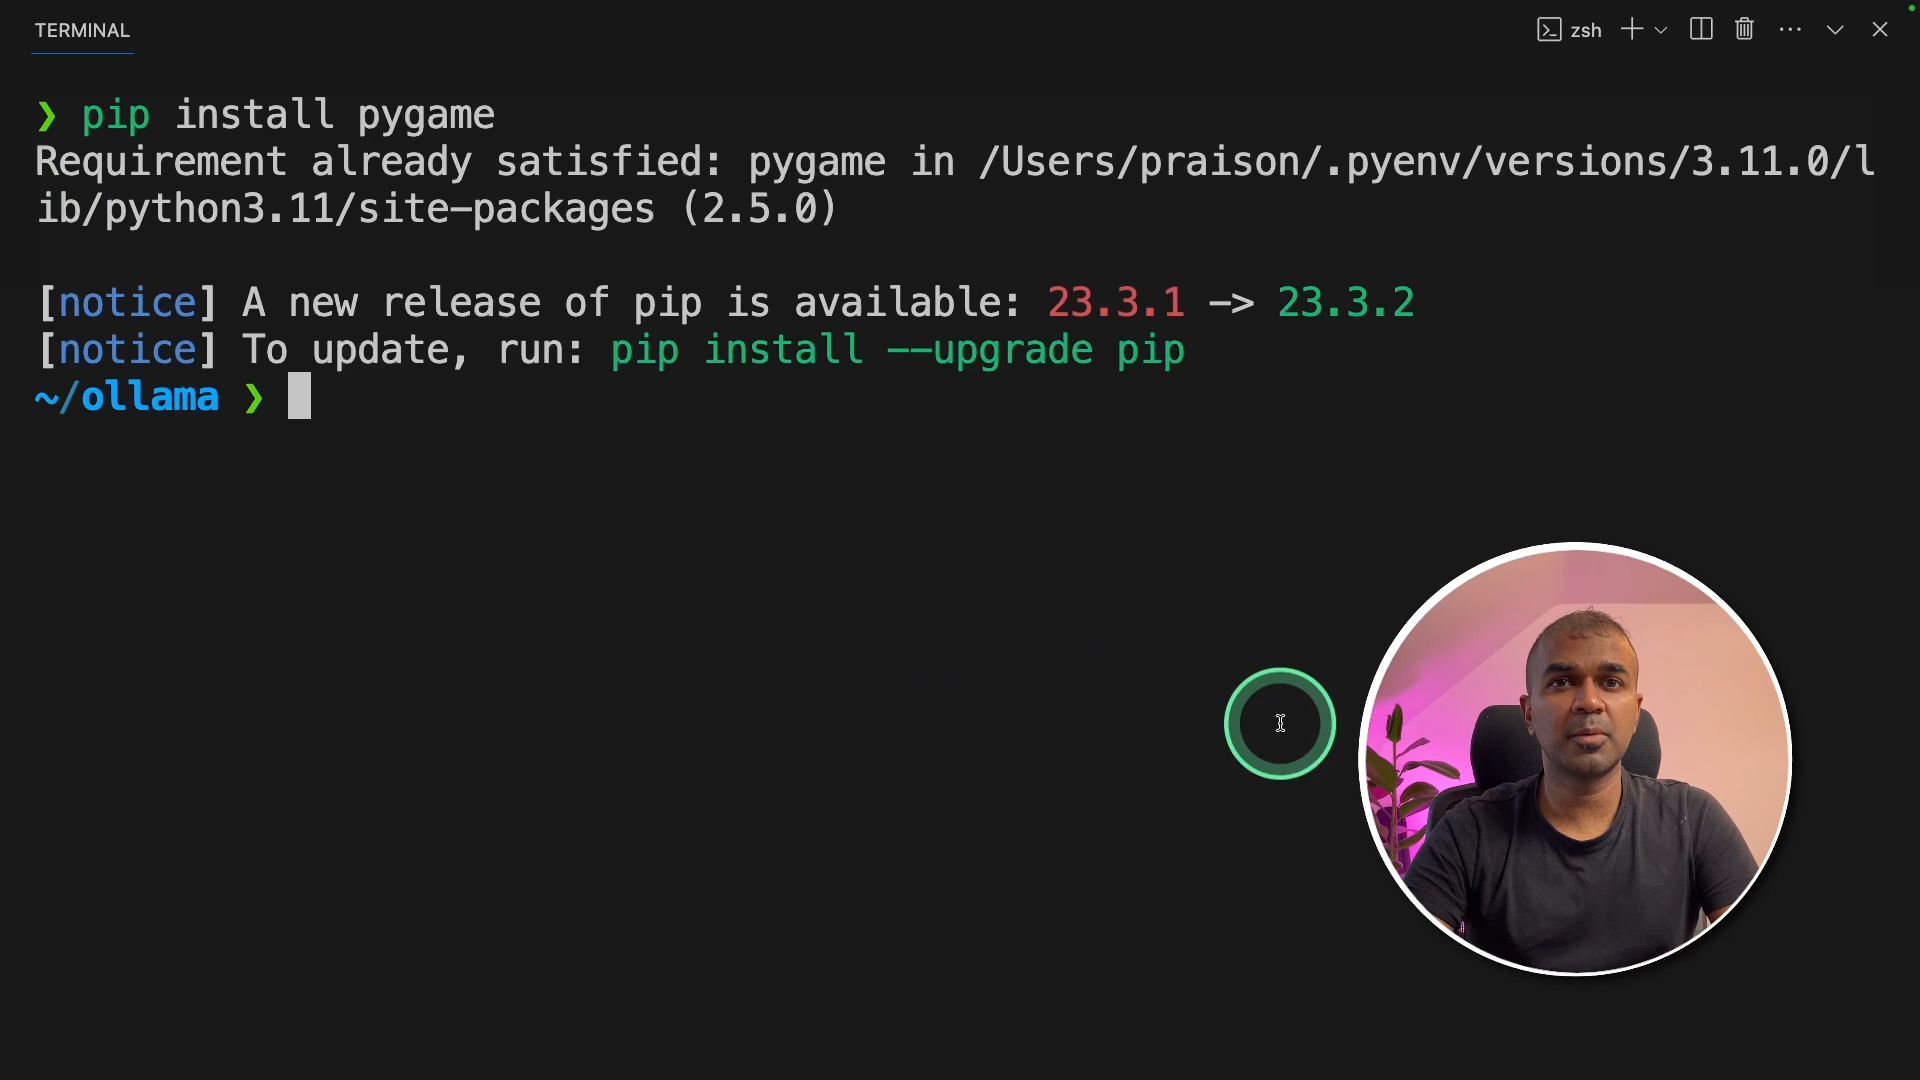 TERMINAL
zsh
❯ pip install pygame
Requirement already satisfied: pygame in /Users/praison/.pyenv/versions/3.11.0/l
ib/python3.11/site-packages (2.5.0)
[notice] A new release of pip is available: 23.3.1 -> 23.3.2
[notice] To update, run: pip install --upgrade pip
~/ollama ❯